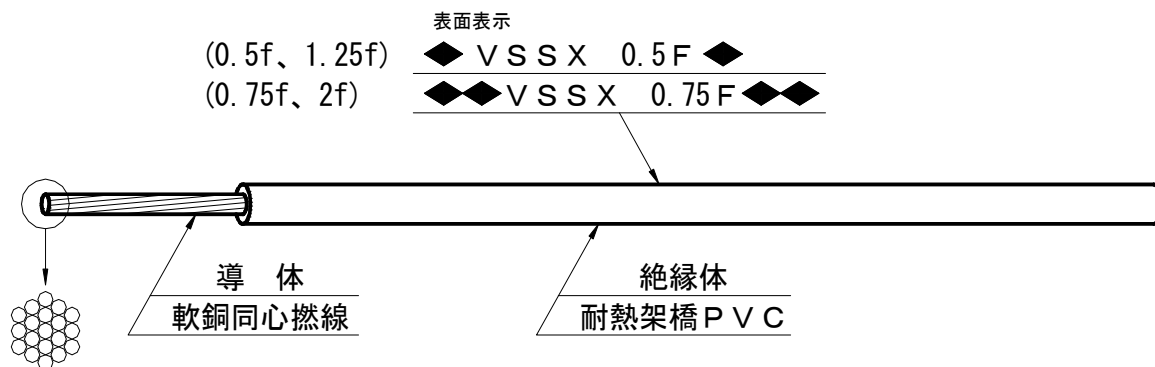 表面表示
(0.5f、1.25f) ◆ＶＳＳＸ　0.5Ｆ◆
(0.75f、2f) ◆◆ＶＳＳＸ　0.75Ｆ◆◆
導　体
軟銅同心撚線
絶縁体
耐熱架橋ＰＶＣ